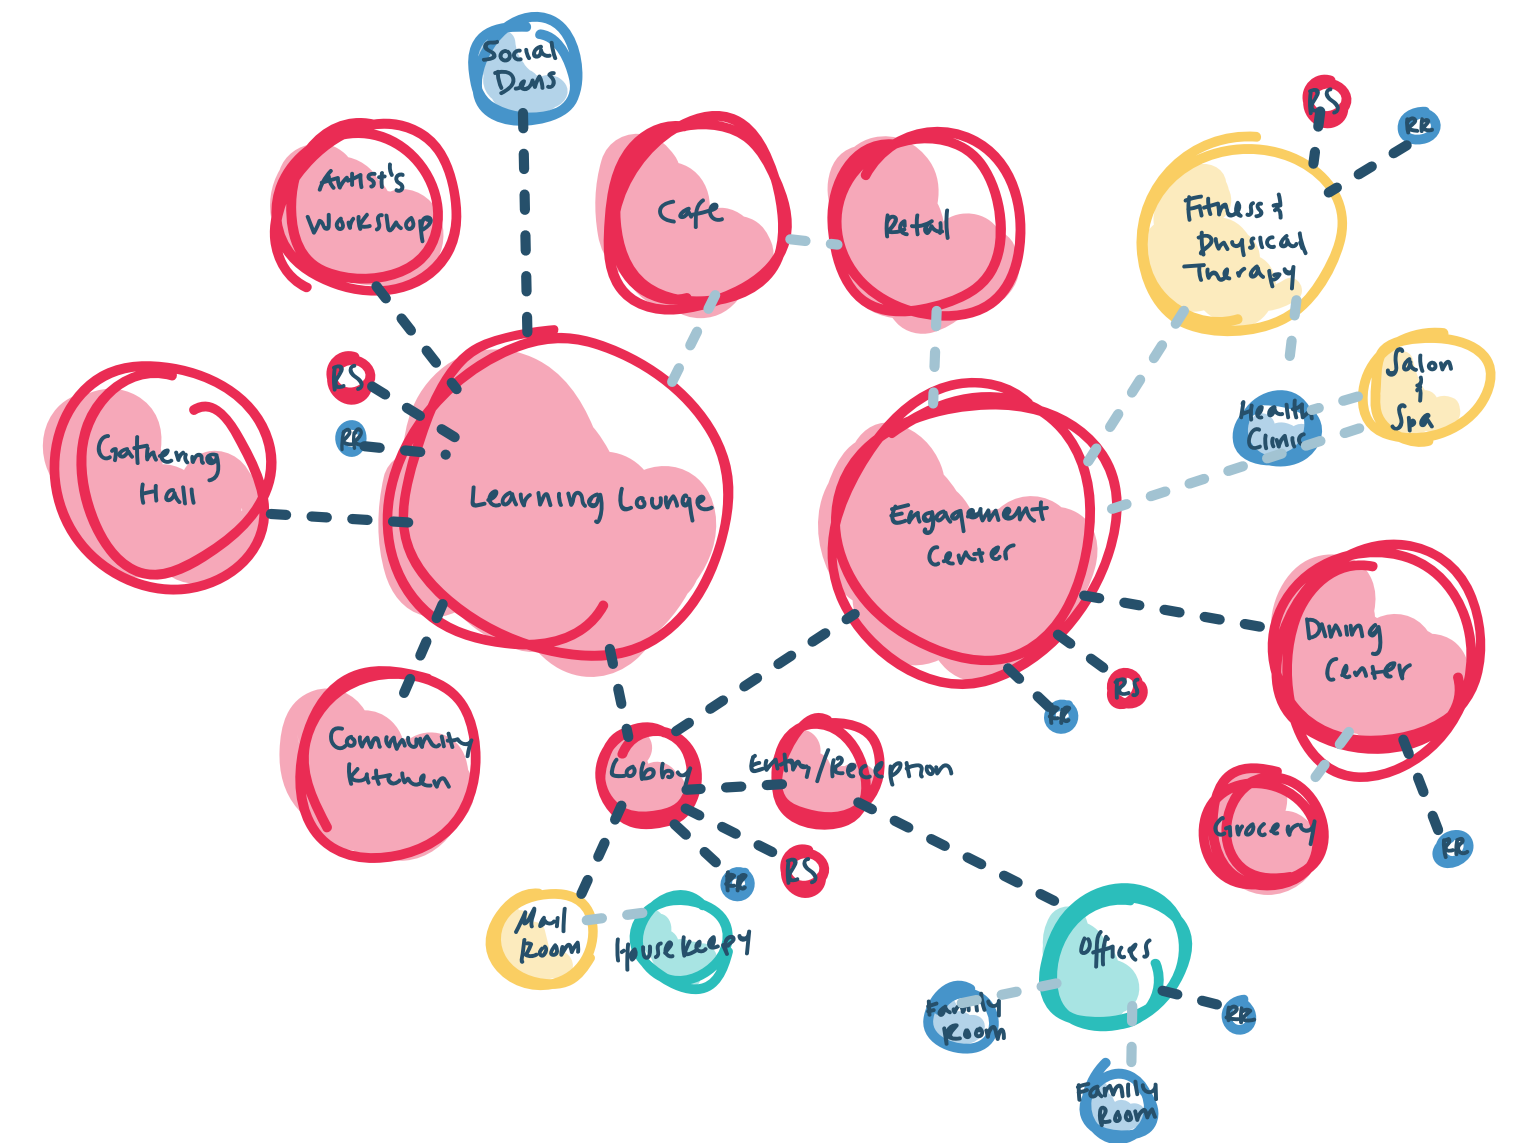 Social
Dens
RS
RR
Artist's
Workshop
Cafe
Retail
Fitness &
Physical
Therapy
RS
RR
Gathering
Hall
Learning Lounge
Health
Clinic
Salon
&
Spa
Engagement
Center
Dining
Center
RS
RR
Community
Kitchen
Lobby
Entry/Reception
Grocery
RR
RR
RS
Mail
Room
Housekeepy
Offices
Family
Room
RR
Family
Room